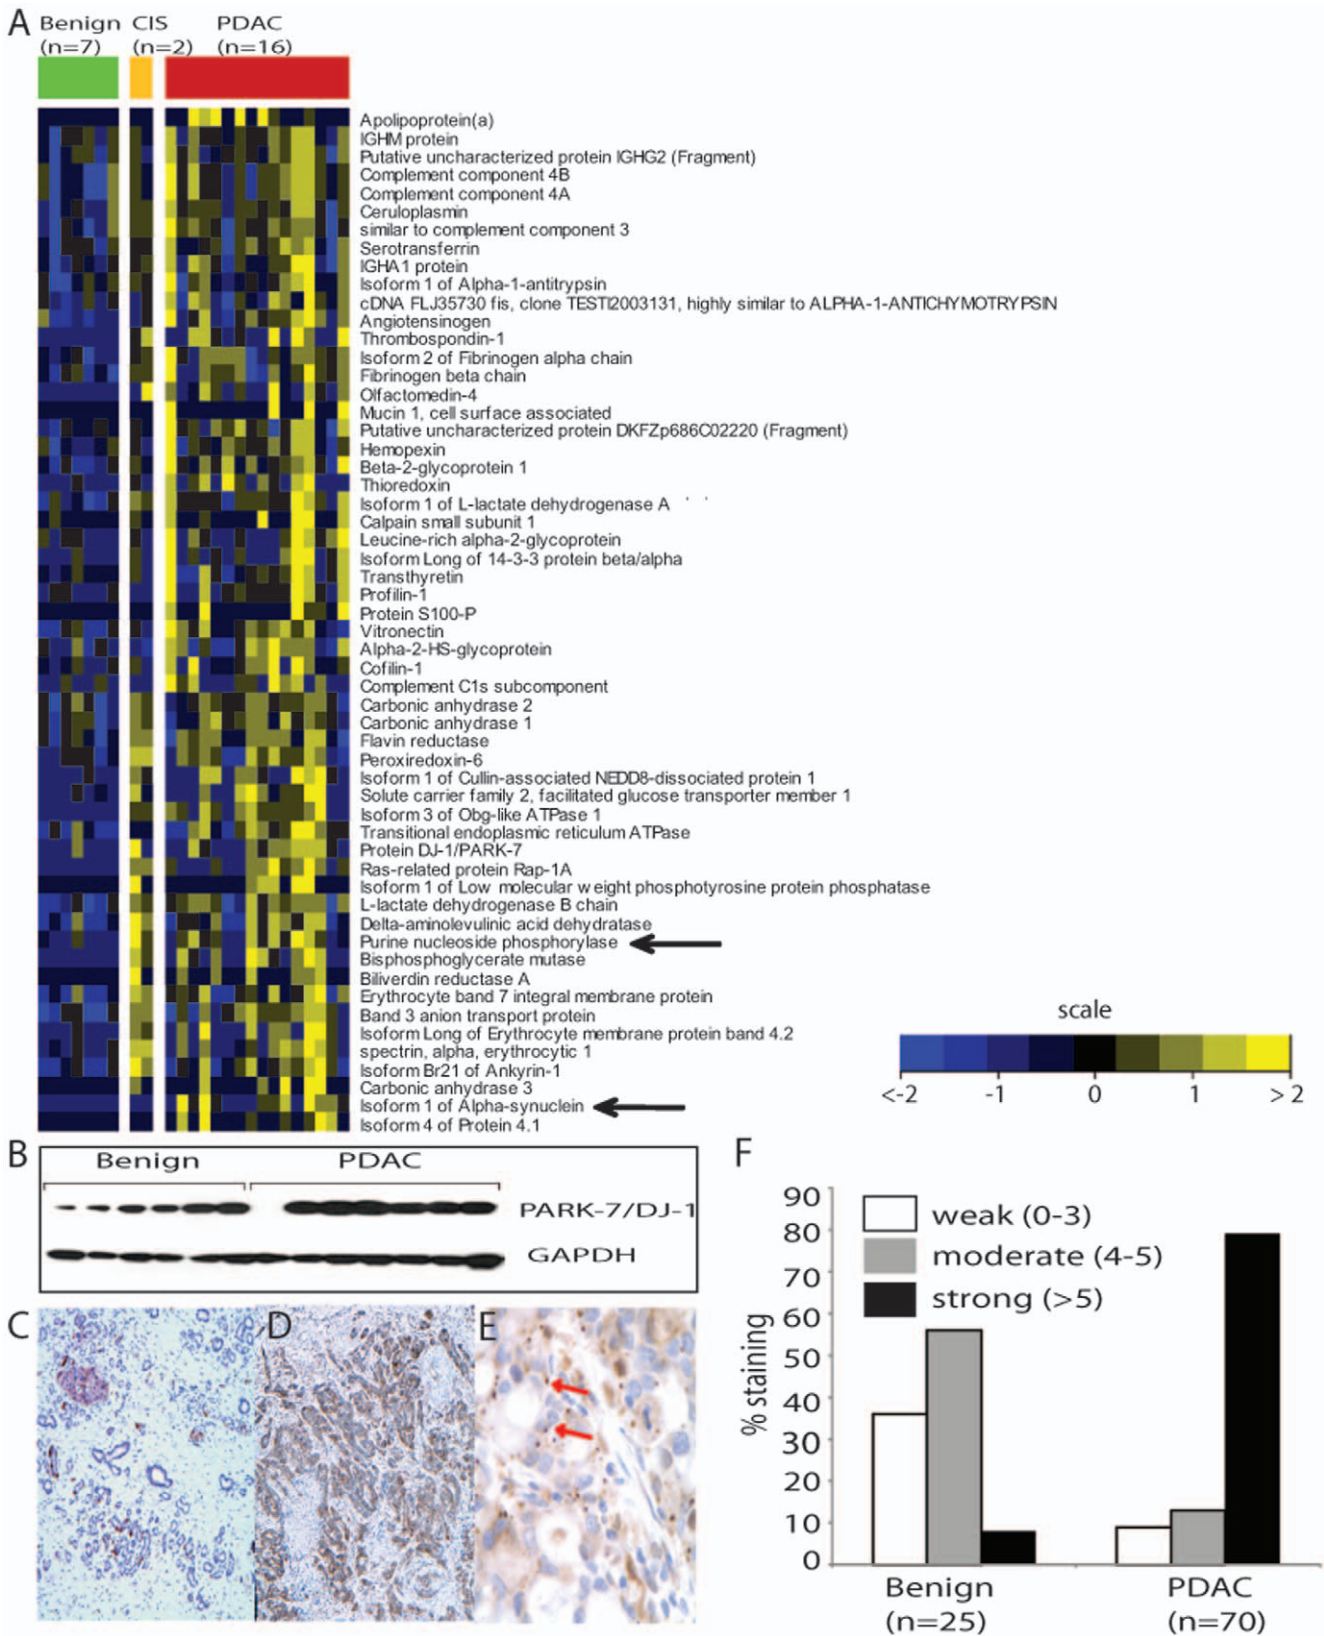 A
Benign CIS PDAC
(n=7) (n=2) (n=16)
Apolipoprotein(a)
IGHM protein
Putative uncharacterized protein IGHG2 (Fragment)
Complement component 4B
Complement component 4A
Ceruloplasmin
similar to complement component 3
Serotransferrin
IGHA1 protein
Isoform 1 of Alpha-1-antitrypsin
cDNA FLJ35730 fis, clone TESTI2003131, highly similar to ALPHA-1-ANTICHYMOTRYPSIN
Angiotensinogen
Thrombospondin-1
Isoform 2 of Fibrinogen alpha chain
Fibrinogen beta chain
Olfactomedin-4
Mucin 1, cell surface associated
Putative uncharacterized protein DKFZp686C02220 (Fragment)
Hemopexin
Beta-2-glycoprotein 1
Thioredoxin
Isoform 1 of L-lactate dehydrogenase A
Calpain small subunit 1
Leucine-rich alpha-2-glycoprotein
Isoform Long of 14-3-3 protein beta/alpha
Transthyretin
Profilin-1
Protein S100-P
Vitronectin
Alpha-2-HS-glycoprotein
Cofilin-1
Complement C1s subcomponent
Carbonic anhydrase 2
Carbonic anhydrase 1
Flavin reductase
Peroxiredoxin-6
Isoform 1 of Cullin-associated NEDD8-dissociated protein 1
Solute carrier family 2, facilitated glucose transporter member 1
Isoform 3 of Obg-like ATPase 1
Transitional endoplasmic reticulum ATPase
Protein DJ-1/PARK-7
Ras-related protein Rap-1A
Isoform 1 of Low molecular weight phosphotyrosine protein phosphatase
L-lactate dehydrogenase B chain
Delta-aminolevulinic acid dehydratase
Purine nucleoside phosphorylase
Bisphosphoglycerate mutase
Biliverdin reductase A
Erythrocyte band 7 integral membrane protein
Band 3 anion transport protein
Isoform Long of Erythrocyte membrane protein band 4.2
spectrin, alpha, erythrocytic 1
Isoform Br21 of Ankyrin-1
Carbonic anhydrase 3
Isoform 1 of Alpha-synuclein
Isoform 4 of Protein 4.1
scale
<-2 -1 0 1 > 2
B
Benign PDAC
PARK-7/DJ-1
GAPDH
C
D
E
F
weak (0-3)
moderate (4-5)
strong (>5)
% staining
90
80
70
60
50
40
30
20
10
0
Benign PDAC
(n=25) (n=70)